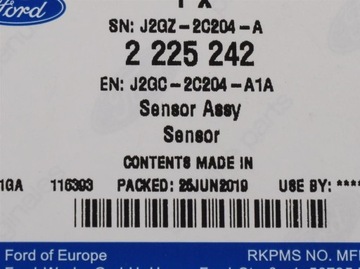 Ford
1 X
SN: J2GZ-2C204-A
2 225 242
EN: J2GC-2C204-A1A
Sensor Assy
Sensor
CONTENTS MADE IN
1GA 116393 PACKED: 25JUN2019 USE BY: ****
Ford of Europe RKPMS NO. MF